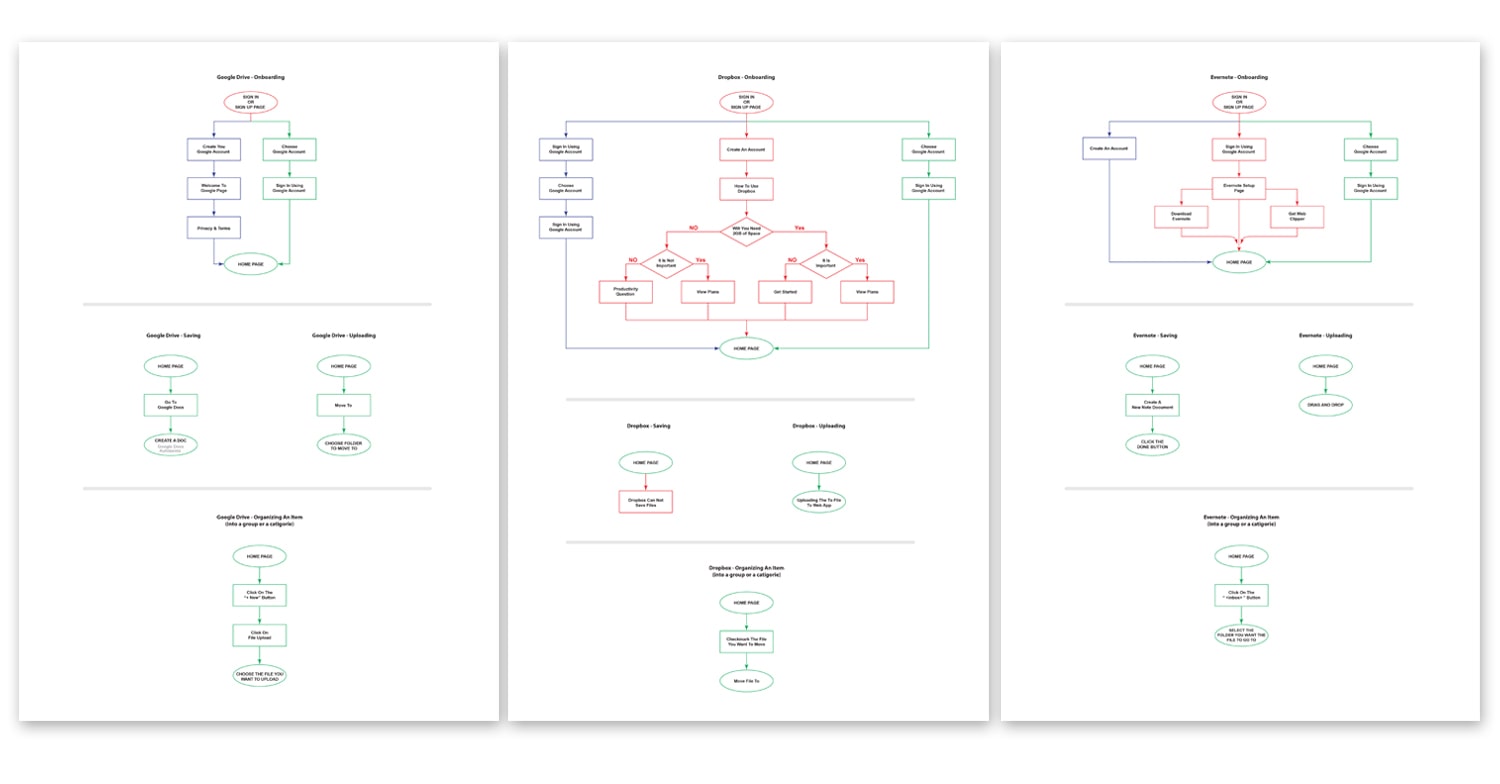 Google Drive - Onboarding
SIGN IN
OR
SIGN UP PAGE
Create You
Google Account
Choose
Google Account
Welcome To
Google Page
Sign In Using
Google Account
Privacy & Terms
HOME PAGE
Google Drive - Saving
Google Drive - Uploading
HOME PAGE
HOME PAGE
Go To
Google Docs
Move To
CREATE A DOC
Google Drive
Autosaves
CHOOSE FOLDER
TO MOVE TO
Google Drive - Organizing An Item
(into a group or a catigorie)
HOME PAGE
Click On The
"+ New" Button
Click On
File Upload
CHOOSE THE FILE YOU
WANT TO UPLOAD
Dropbox - Onboarding
SIGN IN
OR
SIGN UP PAGE
Sign In Using
Google Account
Create An Account
Choose
Google Account
Choose
Google Account
How To Use
Dropbox
Sign In Using
Google Account
Sign In Using
Google Account
NO
Will You Need
2GB of Space
Yes
NO
It Is Not
Important
Yes
NO
It Is
Important
Yes
Productivity
Question
View Plans
Get Started
View Plans
HOME PAGE
Dropbox - Saving
Dropbox - Uploading
HOME PAGE
HOME PAGE
Dropbox Can Not
Save Files
Uploading The To File
To Web App
Dropbox - Organizing An Item
(into a group or a catigorie)
HOME PAGE
Checkmark The File
You Want To Move
Move File To
Evernote - Onboarding
SIGN IN
OR
SIGN UP PAGE
Create An Account
Sign In Using
Google Account
Choose
Google Account
Evernote Setup
Page
Sign In Using
Google Account
Download
Evernote
Get Web
Clipper
HOME PAGE
Evernote - Saving
Evernote - Uploading
HOME PAGE
HOME PAGE
Create A
New Note Document
DRAG AND DROP
CLICK THE
DONE BUTTON
Evernote - Organizing An Item
(into a group or a catigorie)
HOME PAGE
Click On The
" <Inbox> " Button
SELECT THE
FOLDER YOU WANT THE
FILE TO GO TO